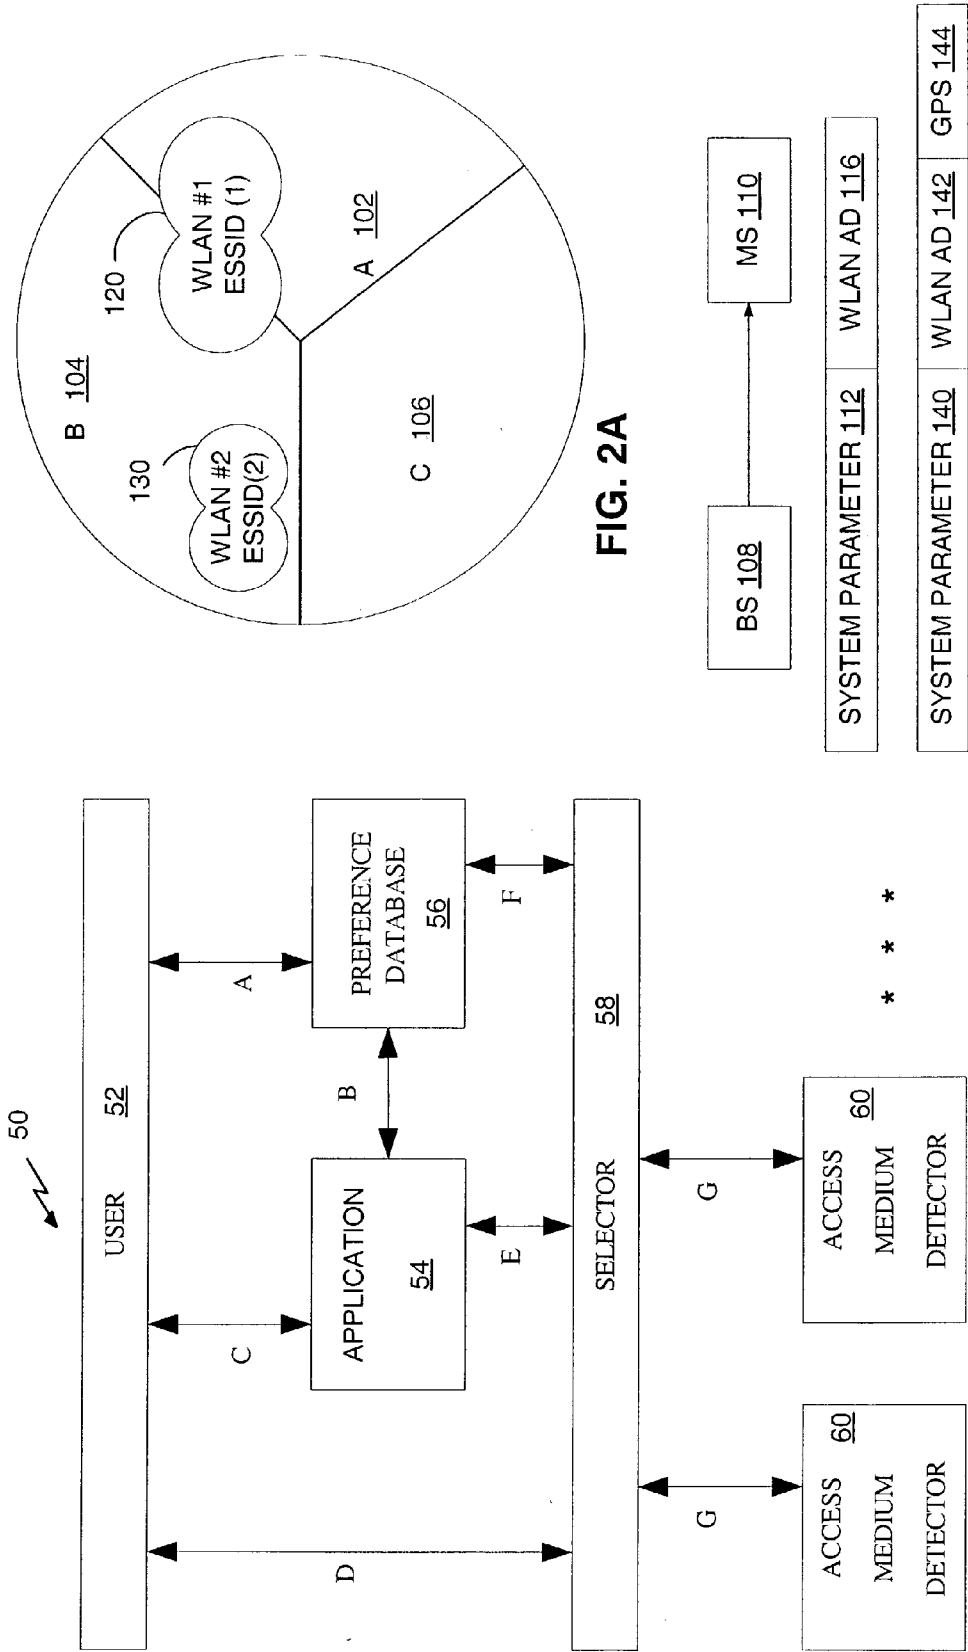 50
USER 52
C
A
D
APPLICATION
54
B
PREFERENCE
DATABASE
56
E
F
SELECTOR 58
G
G
ACCESS 60
MEDIUM
DETECTOR
ACCESS 60
MEDIUM
DETECTOR
* * *
B 104
120
130
WLAN #1
ESSID (1)
WLAN #2
ESSID(2)
A 102
C 106
FIG. 2A
BS 108
MS 110
SYSTEM PARAMETER 112
WLAN AD 116
SYSTEM PARAMETER 140
WLAN AD 142
GPS 144